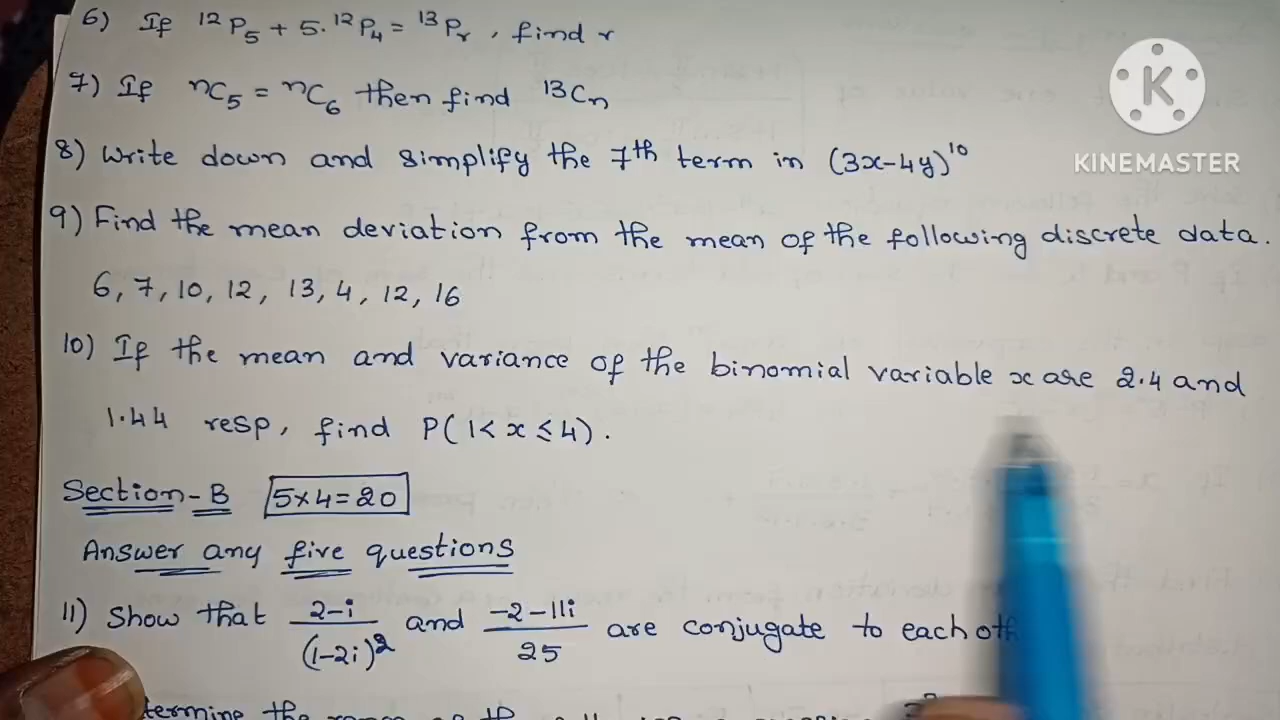 6) If ¹²P₅ + 5.¹²P₄ = ¹³Pᵣ, find r
7) If ⁿC₅ = ⁿC₆ then find ¹³Cₙ
8) Write down and simplify the 7ᵗʰ term in (3x-4y)¹⁰
9) Find the mean deviation from the mean of the following discrete data.
6, 7, 10, 12, 13, 4, 12, 16
10) If the mean and variance of the binomial variable x are 2.4 and
1.44 resp, find P(1< x ≤ 4).
Section-B 5×4=20
Answer any five questions
11) Show that (2-i)/(1-2i)² and (-2-11i)/25 are conjugate to each
KINEMASTER